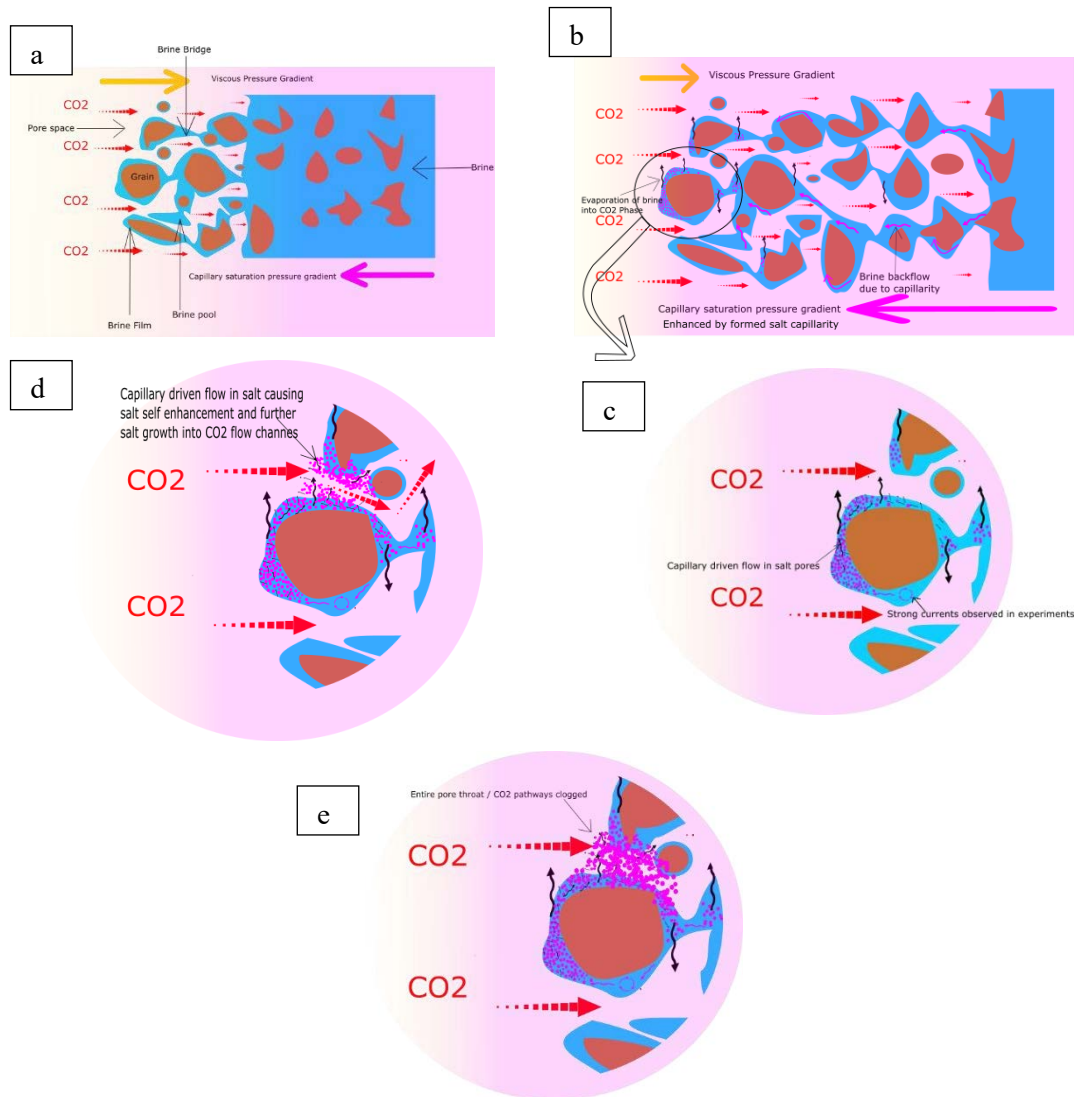 a
Brine Bridge
Viscous Pressure Gradient
CO2
Pore space
CO2
Grain
Brine
CO2
CO2
Capillary saturation pressure gradient
Brine Film
Brine pool
b
Viscous Pressure Gradient
CO2
CO2
Evaporation of brine
into CO2 Phase
CO2
CO2
Brine backflow
due to capillarity
Capillary saturation pressure gradient
Enhanced by formed salt capillarity
d
Capillary driven flow in salt causing
salt self enhancement and further
salt growth into CO2 flow channes
CO2
CO2
c
CO2
Capillary driven flow in salt pores
CO2
Strong currents observed in experiments
e
Entire pore throat / CO2 pathways clogged
CO2
CO2